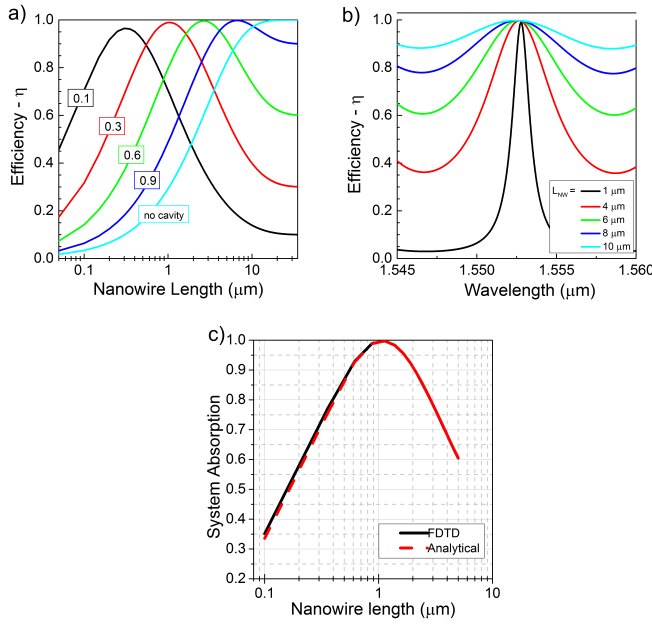 a)
Efficiency - η
1.0
0.8
0.6
0.4
0.2
0.0
0.1
0.3
0.6
0.9
no cavity
0.1 1 10
Nanowire Length (μm)
b)
Efficiency - η
1.0
0.8
0.6
0.4
0.2
0.0
L_NW = 1 μm
4 μm
6 μm
8 μm
10 μm
1.545 1.550 1.555 1.560
Wavelength (μm)
c)
System Absorption
1.0
0.9
0.8
0.7
0.6
0.5
0.4
0.3
0.2
FDTD
Analytical
0.1 1 10
Nanowire length (μm)